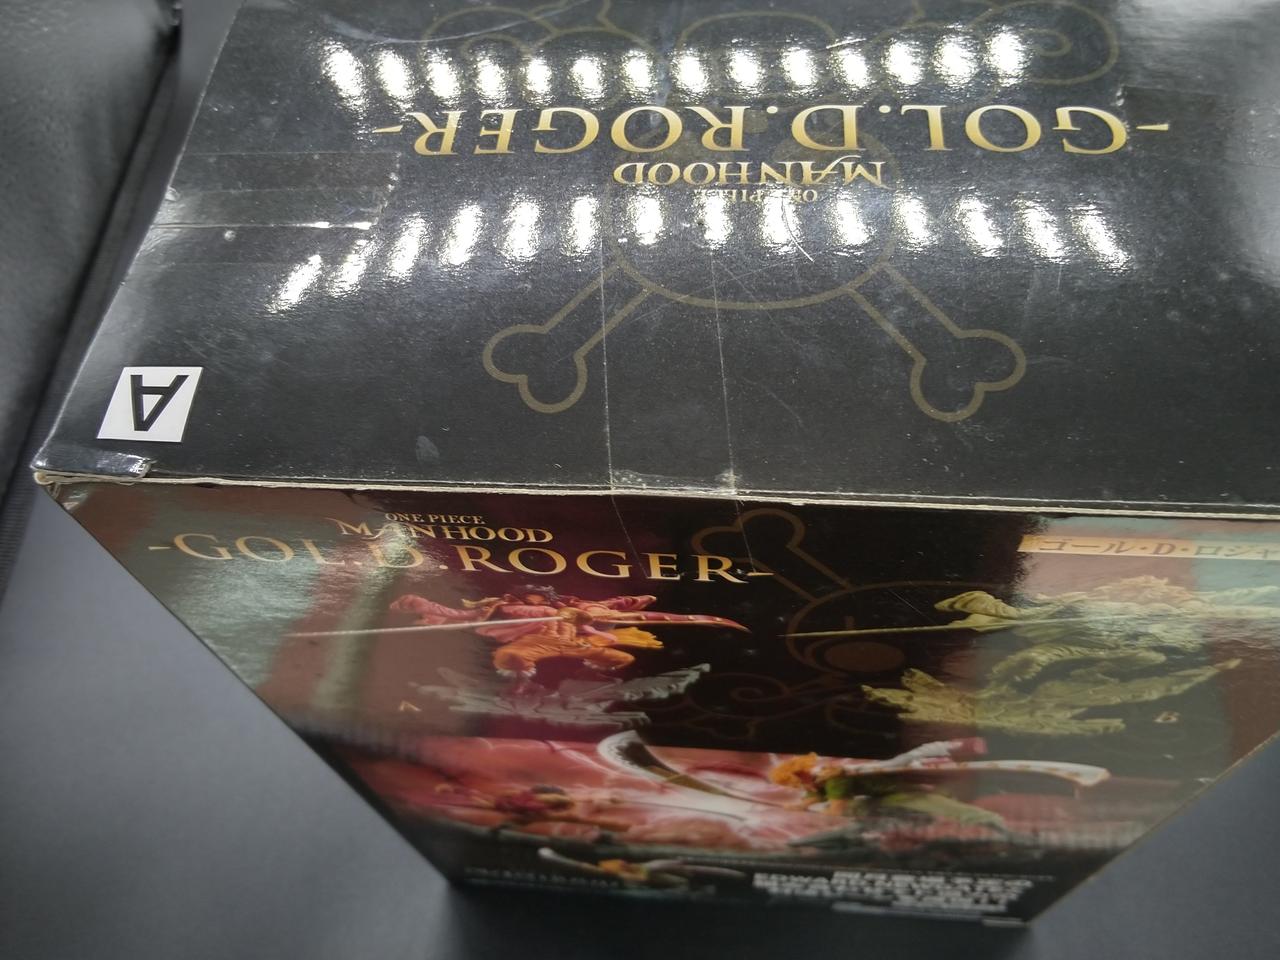 ONE PIECE
MANHOOD
-GOL.D.ROGER-
A
ONE PIECE
MANHOOD
-GOL.D.ROGER-
ゴール・D・ロジャ
A
B